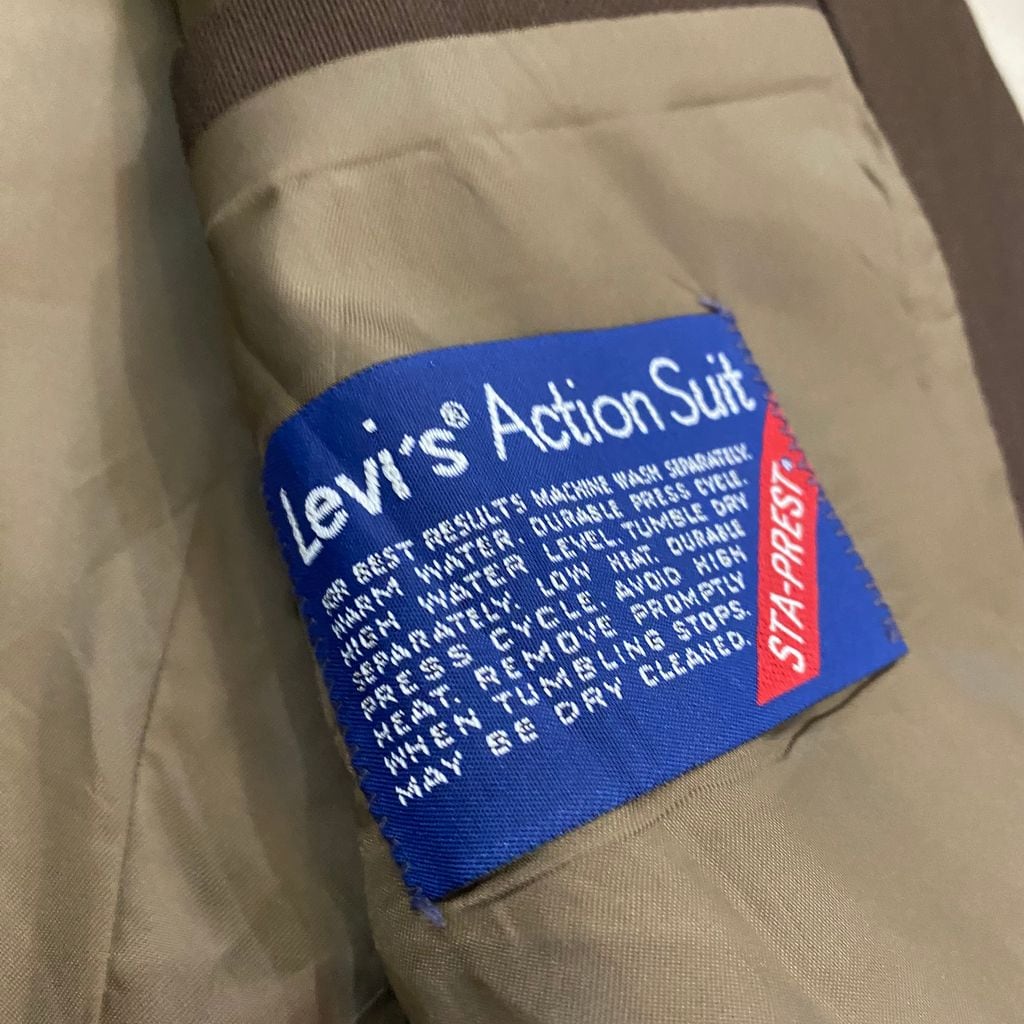 Levi's® Action Suit
FOR BEST RESULTS MACHINE WASH SEPARATELY.
WARM WATER. DURABLE PRESS CYCLE.
HIGH WATER LEVEL. TUMBLE DRY
SEPARATELY. LOW HEAT. DURABLE
PRESS CYCLE. AVOID HIGH
HEAT. REMOVE PROMPTLY
WHEN TUMBLING STOPS.
MAY BE DRY CLEANED.
STA-PREST®